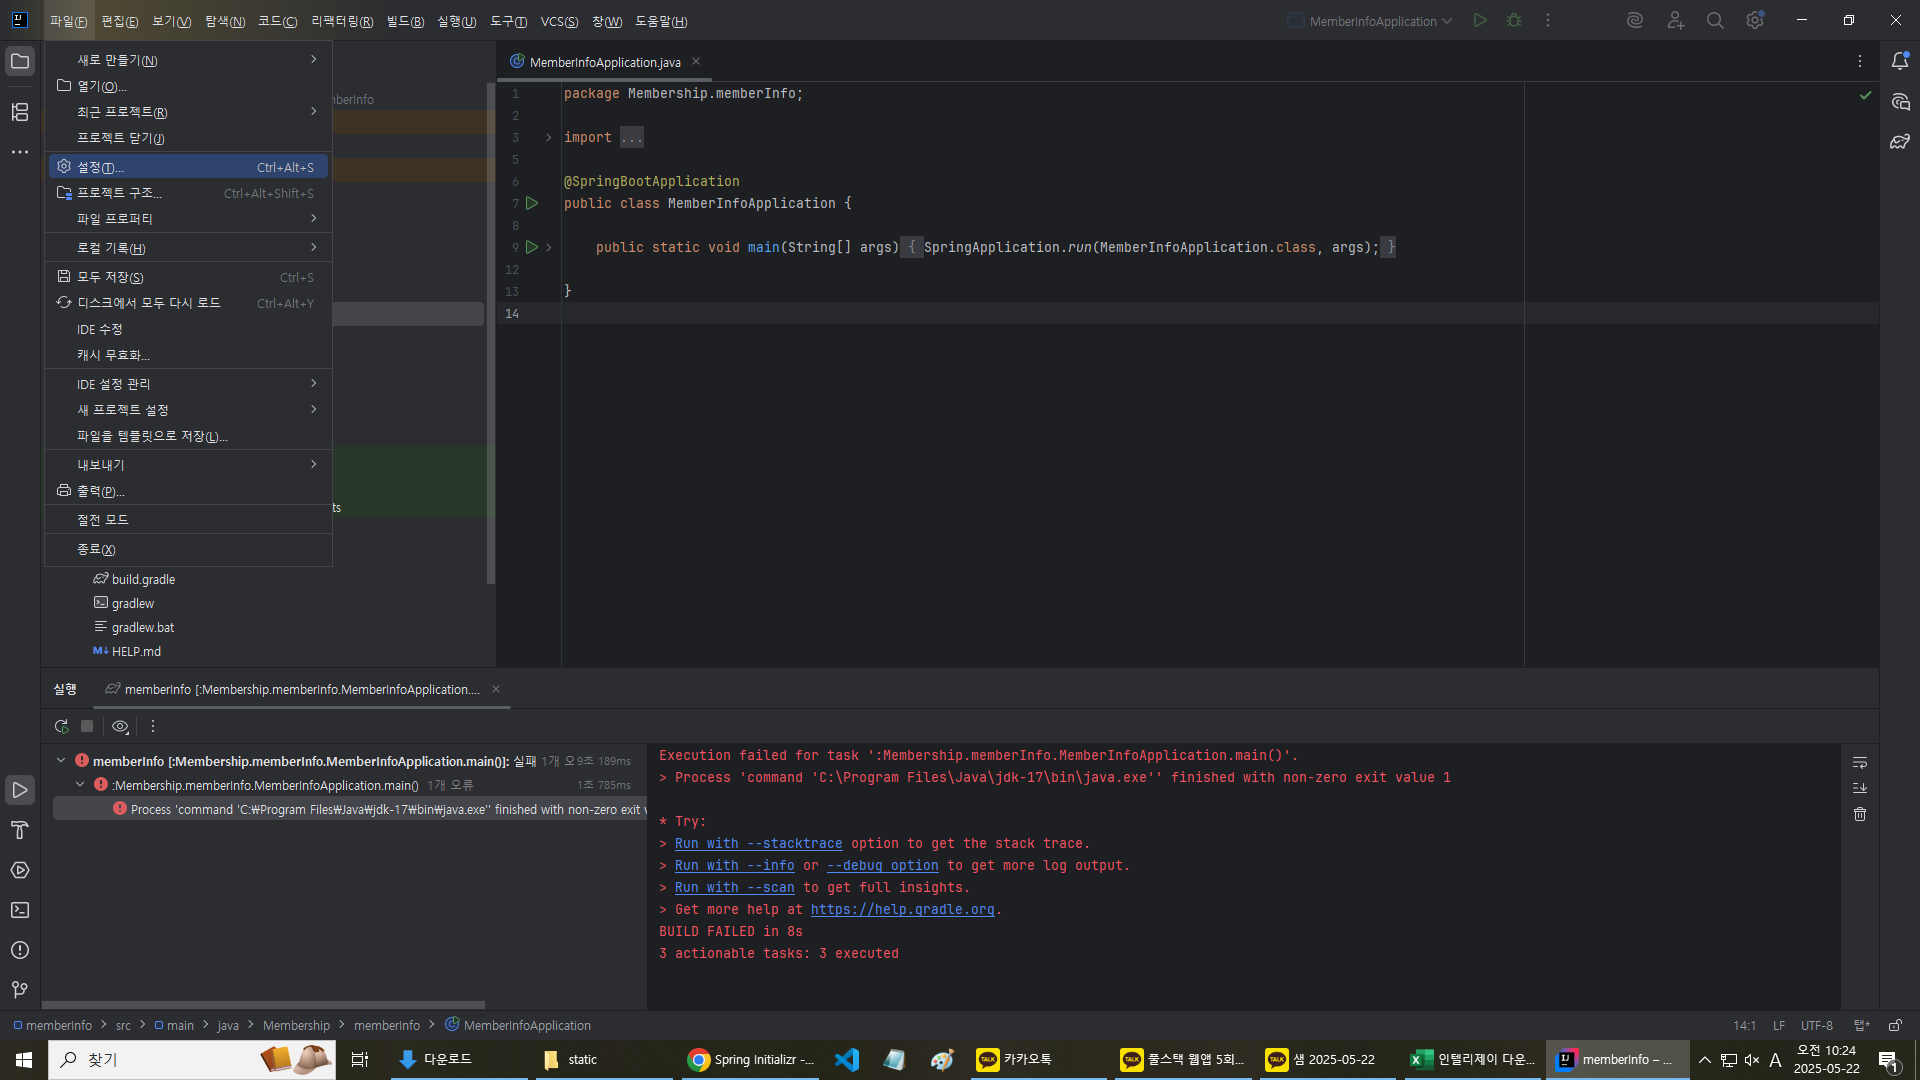 파일(F) 편집(E) 보기(V) 탐색(N) 코드(C) 리팩터링(R) 빌드(B) 실행(U) 도구(T) VCS(S) 창(W) 도움말(H) MemberInfoApplication
새로 만들기(N)
열기(O)...
최근 프로젝트(R)
프로젝트 닫기(J)
설정(T)... Ctrl+Alt+S
프로젝트 구조... Ctrl+Alt+Shift+S
파일 프로퍼티
로컬 기록(H)
모두 저장(S) Ctrl+S
디스크에서 모두 다시 로드 Ctrl+Alt+Y
IDE 수정
캐시 무효화...
IDE 설정 관리
새 프로젝트 설정
파일을 템플릿으로 저장(L)...
내보내기
출력(P)...
절전 모드
종료(X)
berInfo
ts
build.gradle
gradlew
gradlew.bat
M↓ HELP.md
MemberInfoApplication.java
1 package Membership.memberInfo;
2
3 import ...
5
6 @SpringBootApplication
7 public class MemberInfoApplication {
8
9 public static void main(String[] args) { SpringApplication.run(MemberInfoApplication.class, args); }
12
13 }
14
실행 memberInfo [:Membership.memberInfo.MemberInfoApplication....
memberInfo [:Membership.memberInfo.MemberInfoApplication.main()]: 실패 1개 오 9초 189ms
:Membership.memberInfo.MemberInfoApplication.main() 1개 오류 1초 785ms
Process 'command 'C:₩Program Files₩Java₩jdk-17₩bin₩java.exe'' finished with non-zero exit v
Execution failed for task ':Membership.memberInfo.MemberInfoApplication.main()'.
> Process 'command 'C:\Program Files\Java\jdk-17\bin\java.exe'' finished with non-zero exit value 1
* Try:
> Run with --stacktrace option to get the stack trace.
> Run with --info or --debug option to get more log output.
> Run with --scan to get full insights.
> Get more help at https://help.gradle.org.
BUILD FAILED in 8s
3 actionable tasks: 3 executed
memberInfo > src > main > java > Membership > memberInfo > MemberInfoApplication 14:1 LF UTF-8 탭*
찾기 다운로드 static Spring Initializr -... 카카오톡 풀스택 웹앱 5회... 샘 2025-05-22 인텔리제이 다운... memberInfo – ... A 오전 10:24
2025-05-22
1